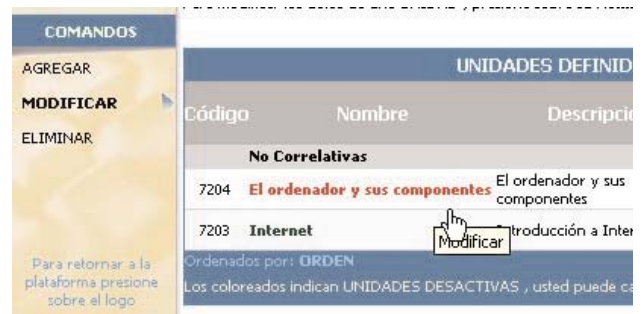 COMANDOS
AGREGAR
MODIFICAR
ELIMINAR
Para retornar a la
plataforma presione
sobre el logo
UNIDADES DEFINID
Código Nombre Descripcio
No Correlativas
7204 El ordenador y sus componentes El ordenador y sus
componentes
7203 Internet troducción a Inter
Modificar
Ordenados por: ORDEN
Los coloreados indican UNIDADES DESACTIVAS , usted puede ca